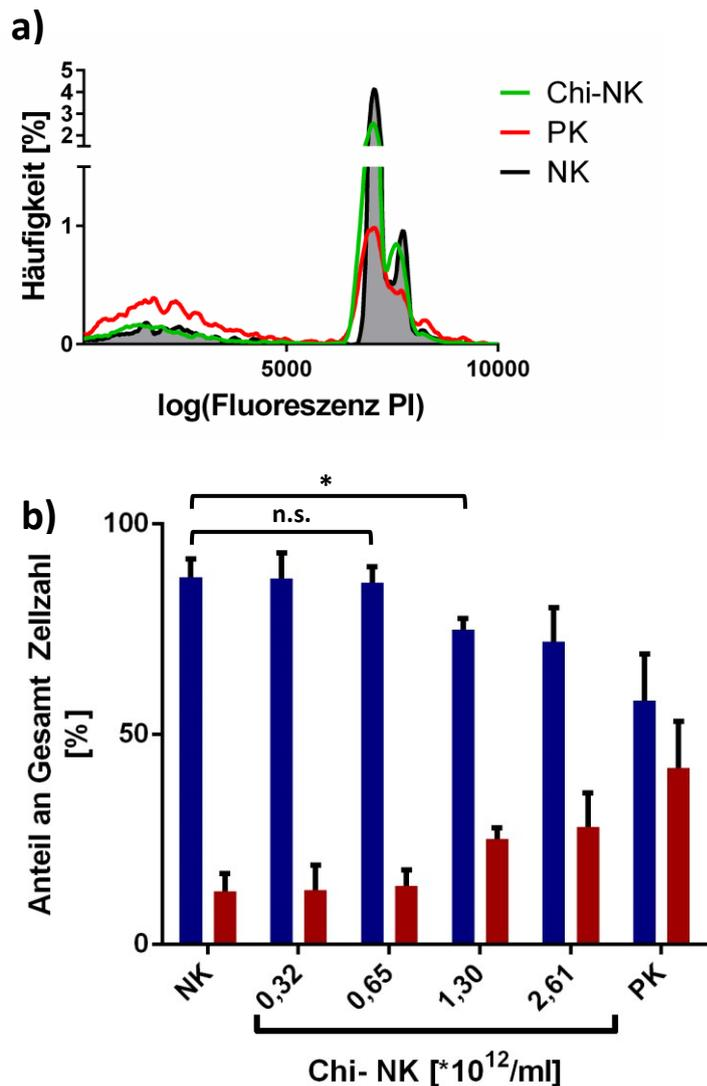 a)
5
4
3
2
1
0
Häufigkeit [%]
5000
10000
log(Fluoreszenz PI)
Chi-NK
PK
NK
b)
*
n.s.
100
50
0
Anteil an Gesamt Zellzahl
[%]
NK
0,32
0,65
1,30
2,61
PK
Chi- NK [*10¹²/ml]